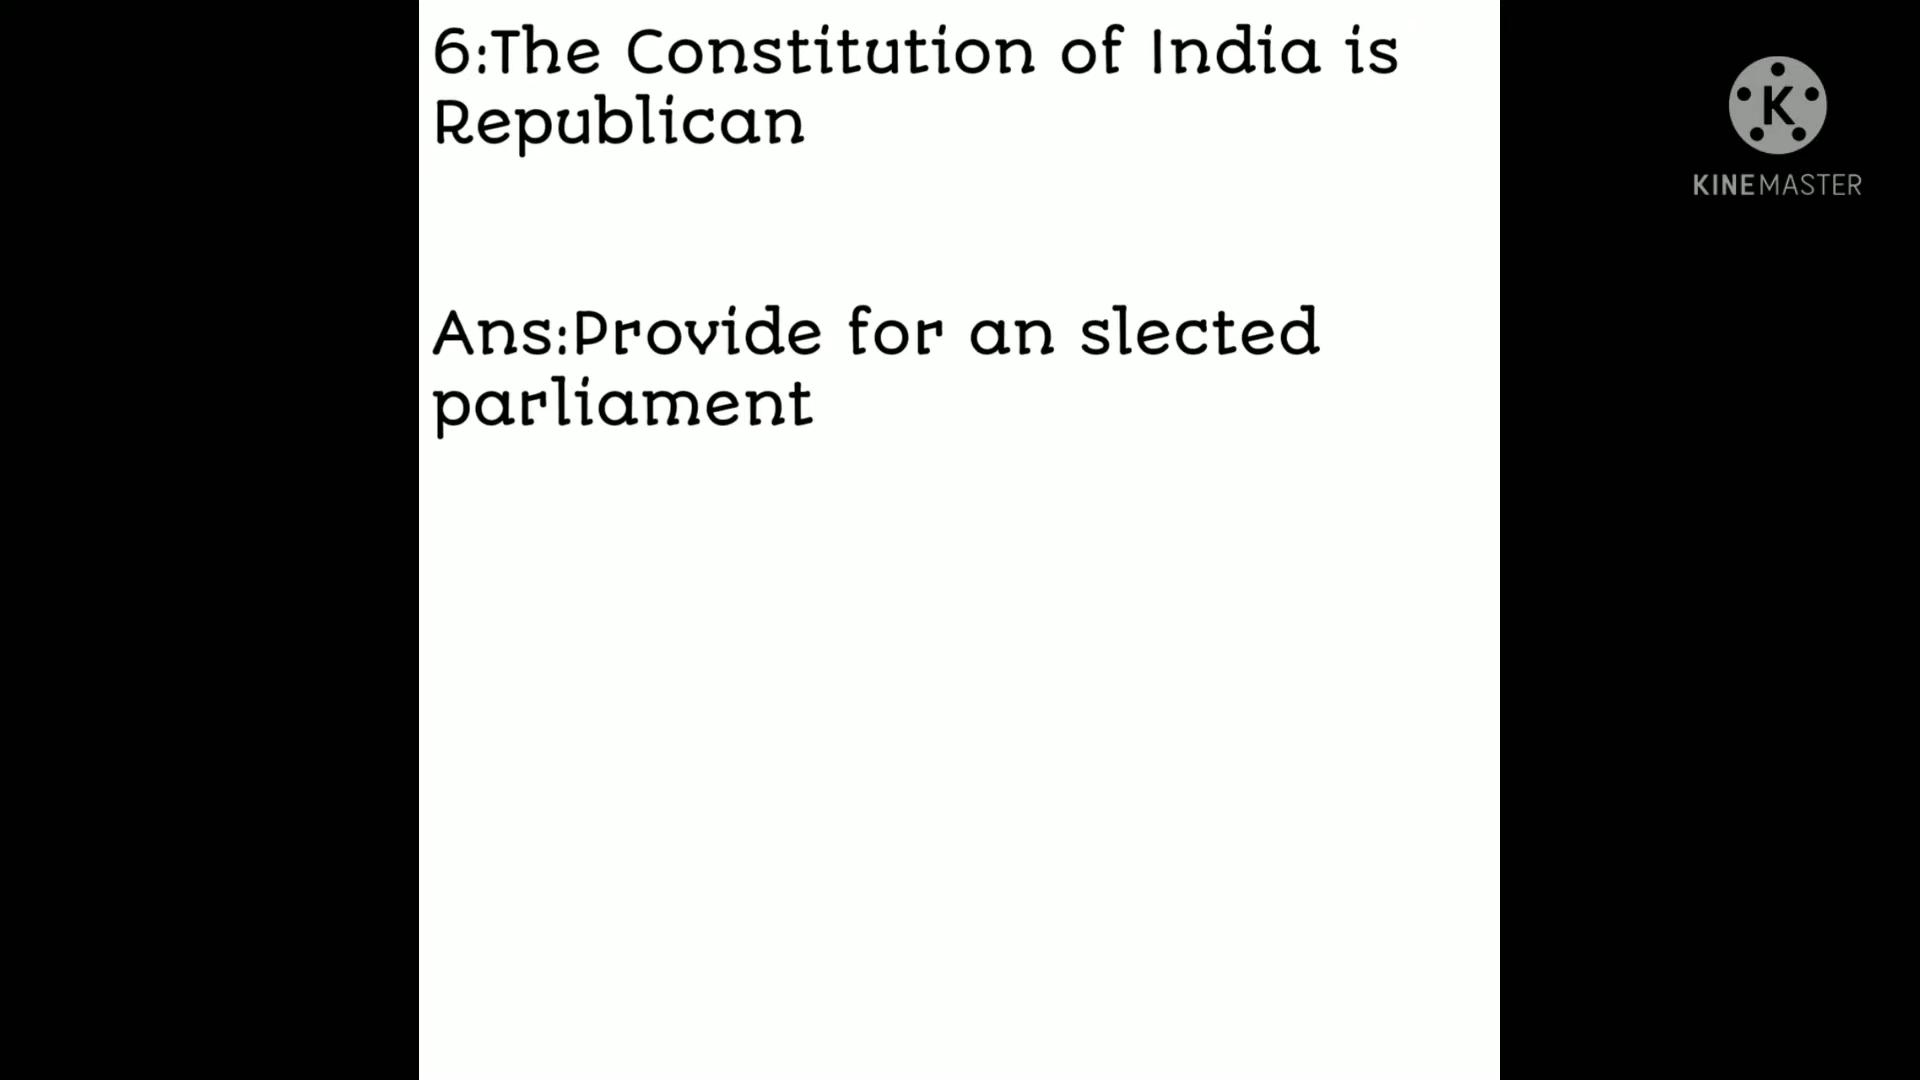 6:The Constitution of India is
Republican
Ans:Provide for an slected
parliament
K
KINEMASTER